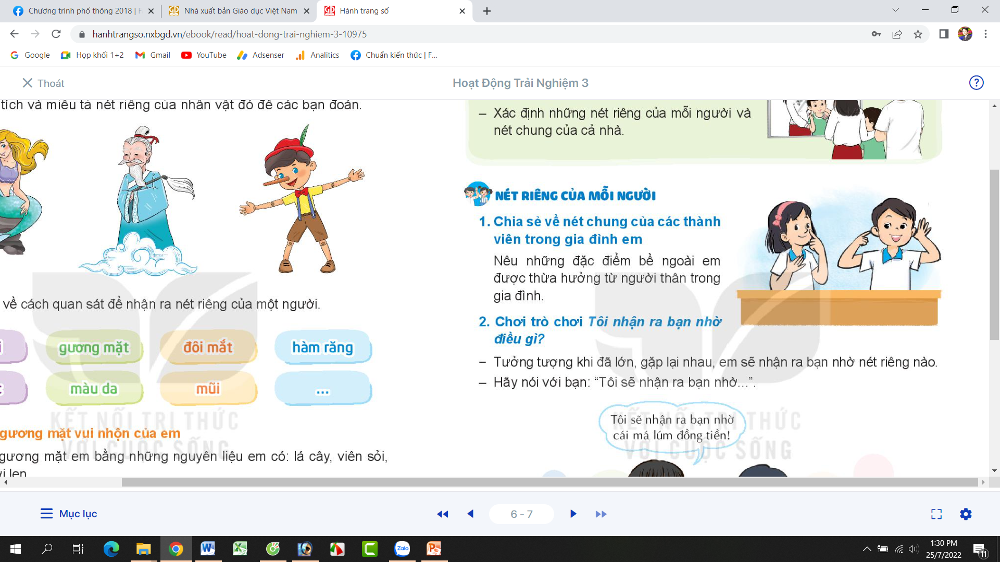 Chương trình phổ thông 2018 | F
Nhà xuất bản Giáo dục Việt Nam
Hành trang số
hanhtrangso.nxbgd.vn/ebook/read/hoat-dong-trai-nghiem-3-10975
Google
Họp khối 1+2
Gmail
YouTube
Adsenser
Analitics
Chuẩn kiến thức | F...
Thoát
Hoạt Động Trải Nghiệm 3
?
tích và miêu tả nét riêng của nhân vật đó để các bạn đoán.
về cách quan sát để nhận ra nét riêng của một người.
gương mặt
đôi mắt
hàm răng
màu da
mũi
...
gương mặt vui nhộn của em
gương mặt em bằng những nguyên liệu em có: lá cây, viên sỏi,
len
– Xác định những nét riêng của mỗi người và
nét chung của cả nhà.
NÉT RIÊNG CỦA MỖI NGƯỜI
1. Chia sẻ về nét chung của các thành
viên trong gia đình em
Nêu những đặc điểm bề ngoài em
được thừa hưởng từ người thân trong
gia đình.
2. Chơi trò chơi Tôi nhận ra bạn nhờ
điều gì?
– Tưởng tượng khi đã lớn, gặp lại nhau, em sẽ nhận ra bạn nhờ nét riêng nào.
– Hãy nói với bạn: “Tôi sẽ nhận ra bạn nhờ...”.
Tôi sẽ nhận ra bạn nhờ
cái má lúm đồng tiền!
KẾT NỐI TRI THỨC
VỚI CUỘC SỐNG
KẾT NỐI TRI THỨC
VỚI CUỘC SỐNG
Mục lục
6 - 7
Zalo
1:30 PM
25/7/2022
11